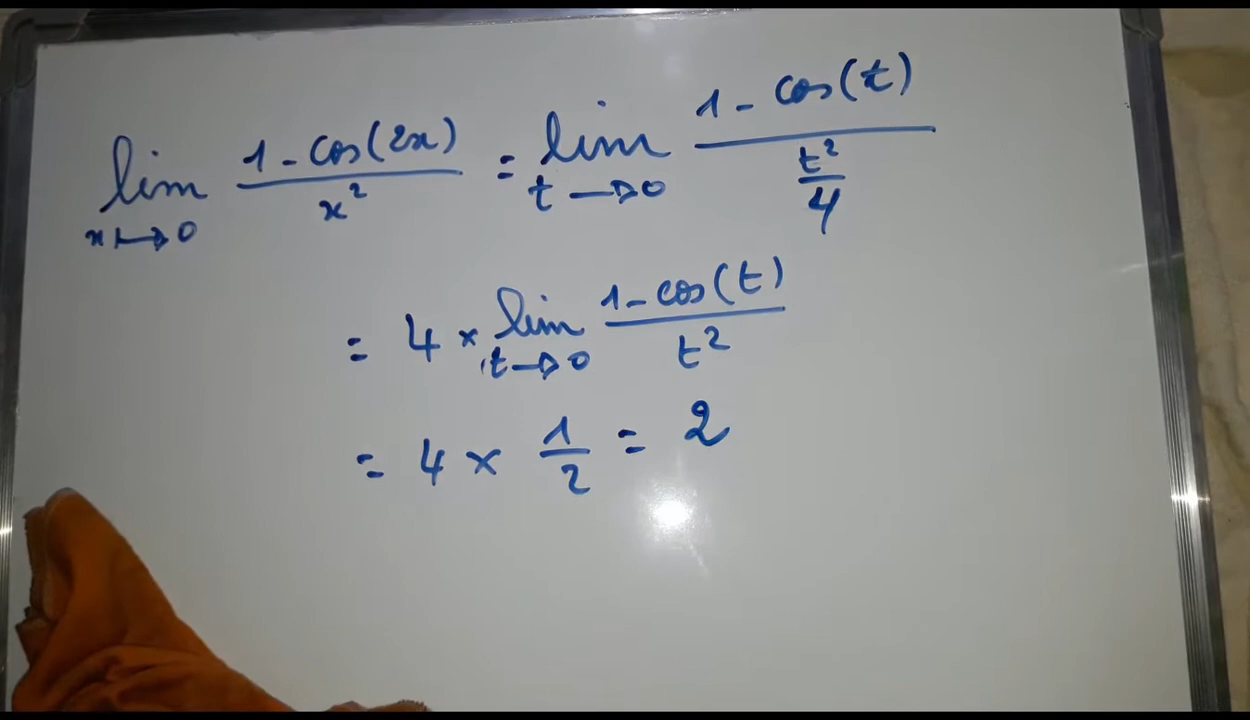 lim x↦0 (1 - cos(2x))/x² = lim t→0 (1 - cos(t))/(t²/4)
= 4 × lim t→0 (1 - cos(t))/t²
= 4 × 1/2 = 2